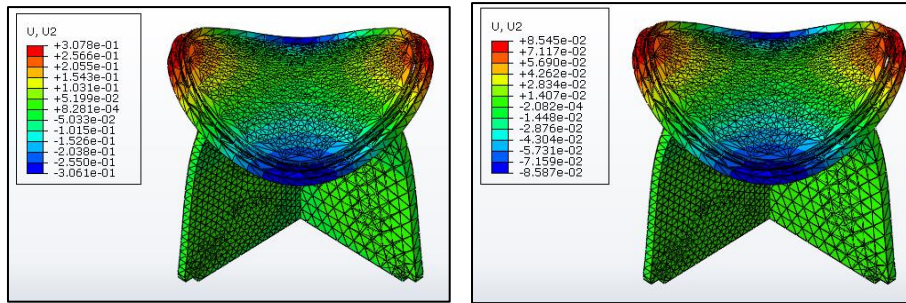 U, U2
+3.078e-01
+2.566e-01
+2.055e-01
+1.543e-01
+1.031e-01
+5.199e-02
+8.281e-04
-5.033e-02
-1.015e-01
-1.526e-01
-2.038e-01
-2.550e-01
-3.061e-01
U, U2
+8.545e-02
+7.117e-02
+5.690e-02
+4.262e-02
+2.834e-02
+1.407e-02
-2.082e-04
-1.448e-02
-2.876e-02
-4.304e-02
-5.731e-02
-7.159e-02
-8.587e-02